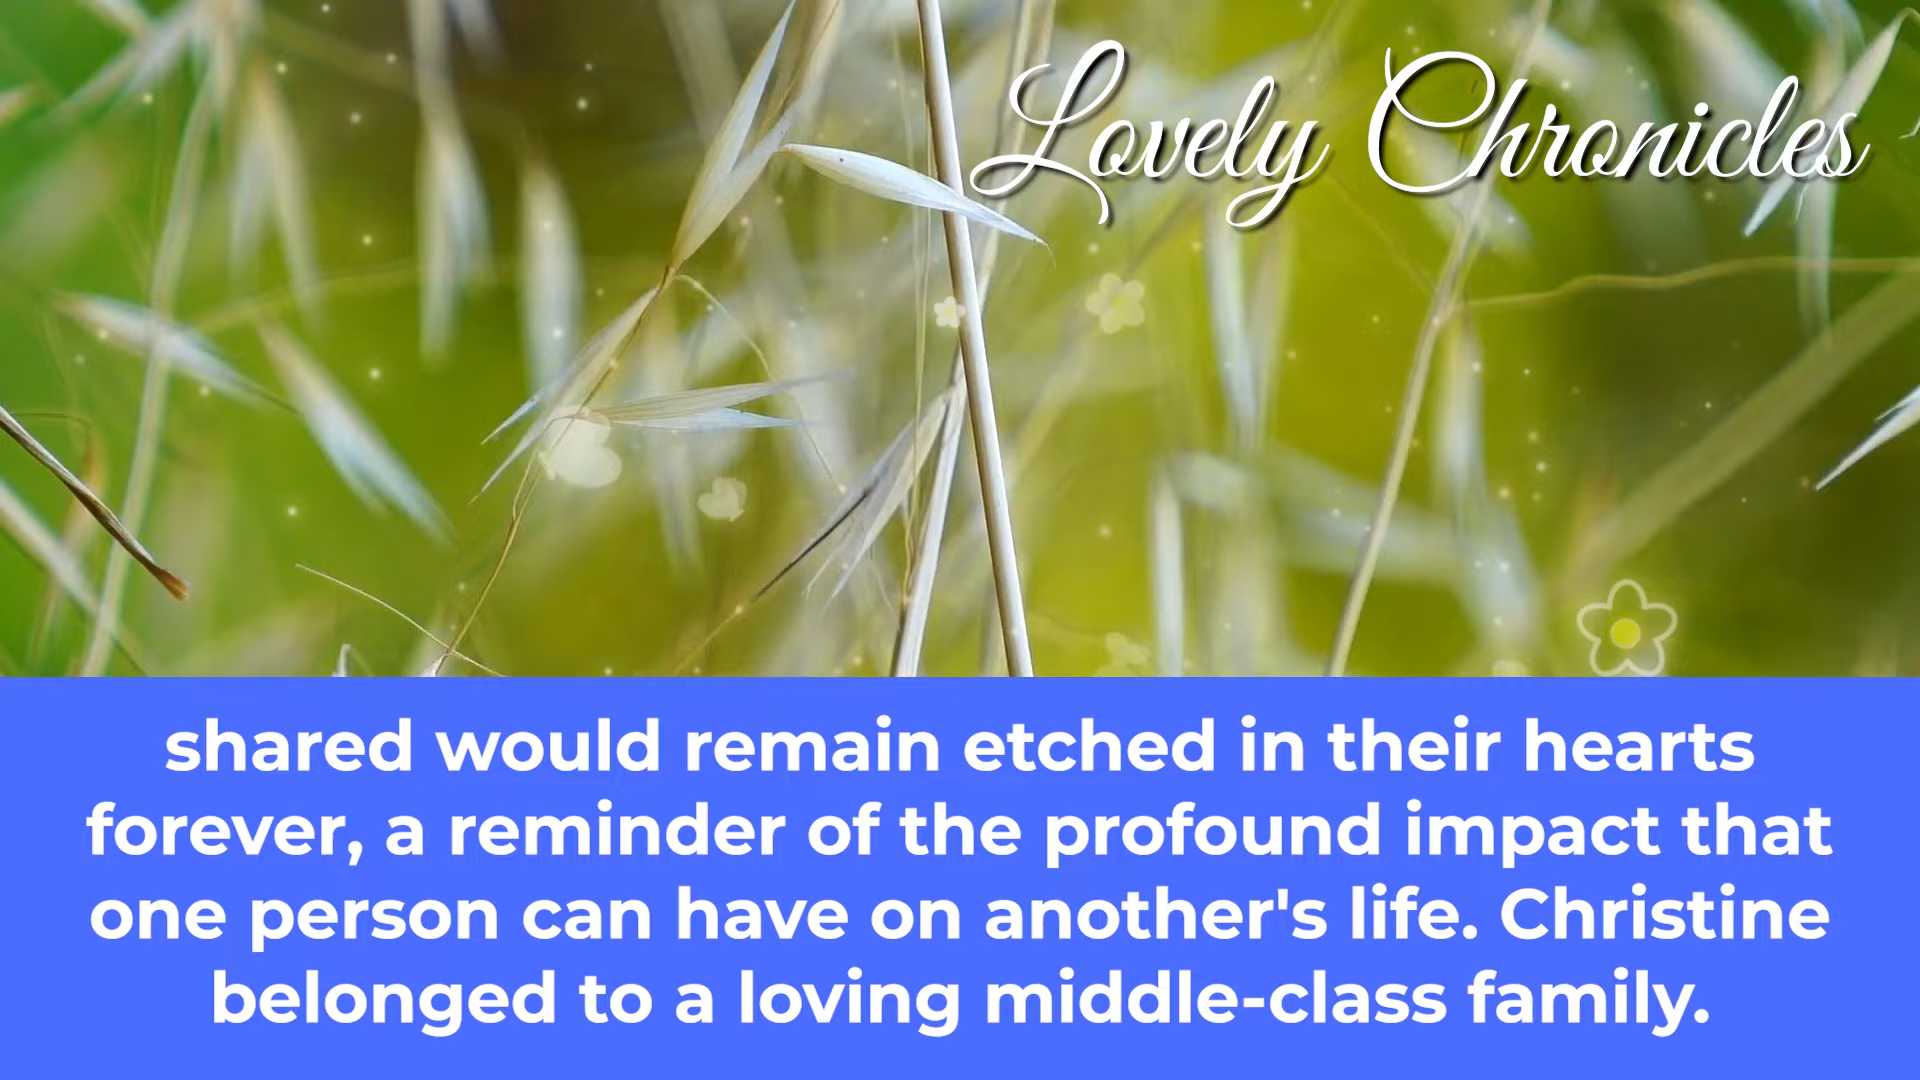 Lovely Chronicles
shared would remain etched in their hearts
forever, a reminder of the profound impact that
one person can have on another's life. Christine
belonged to a loving middle-class family.